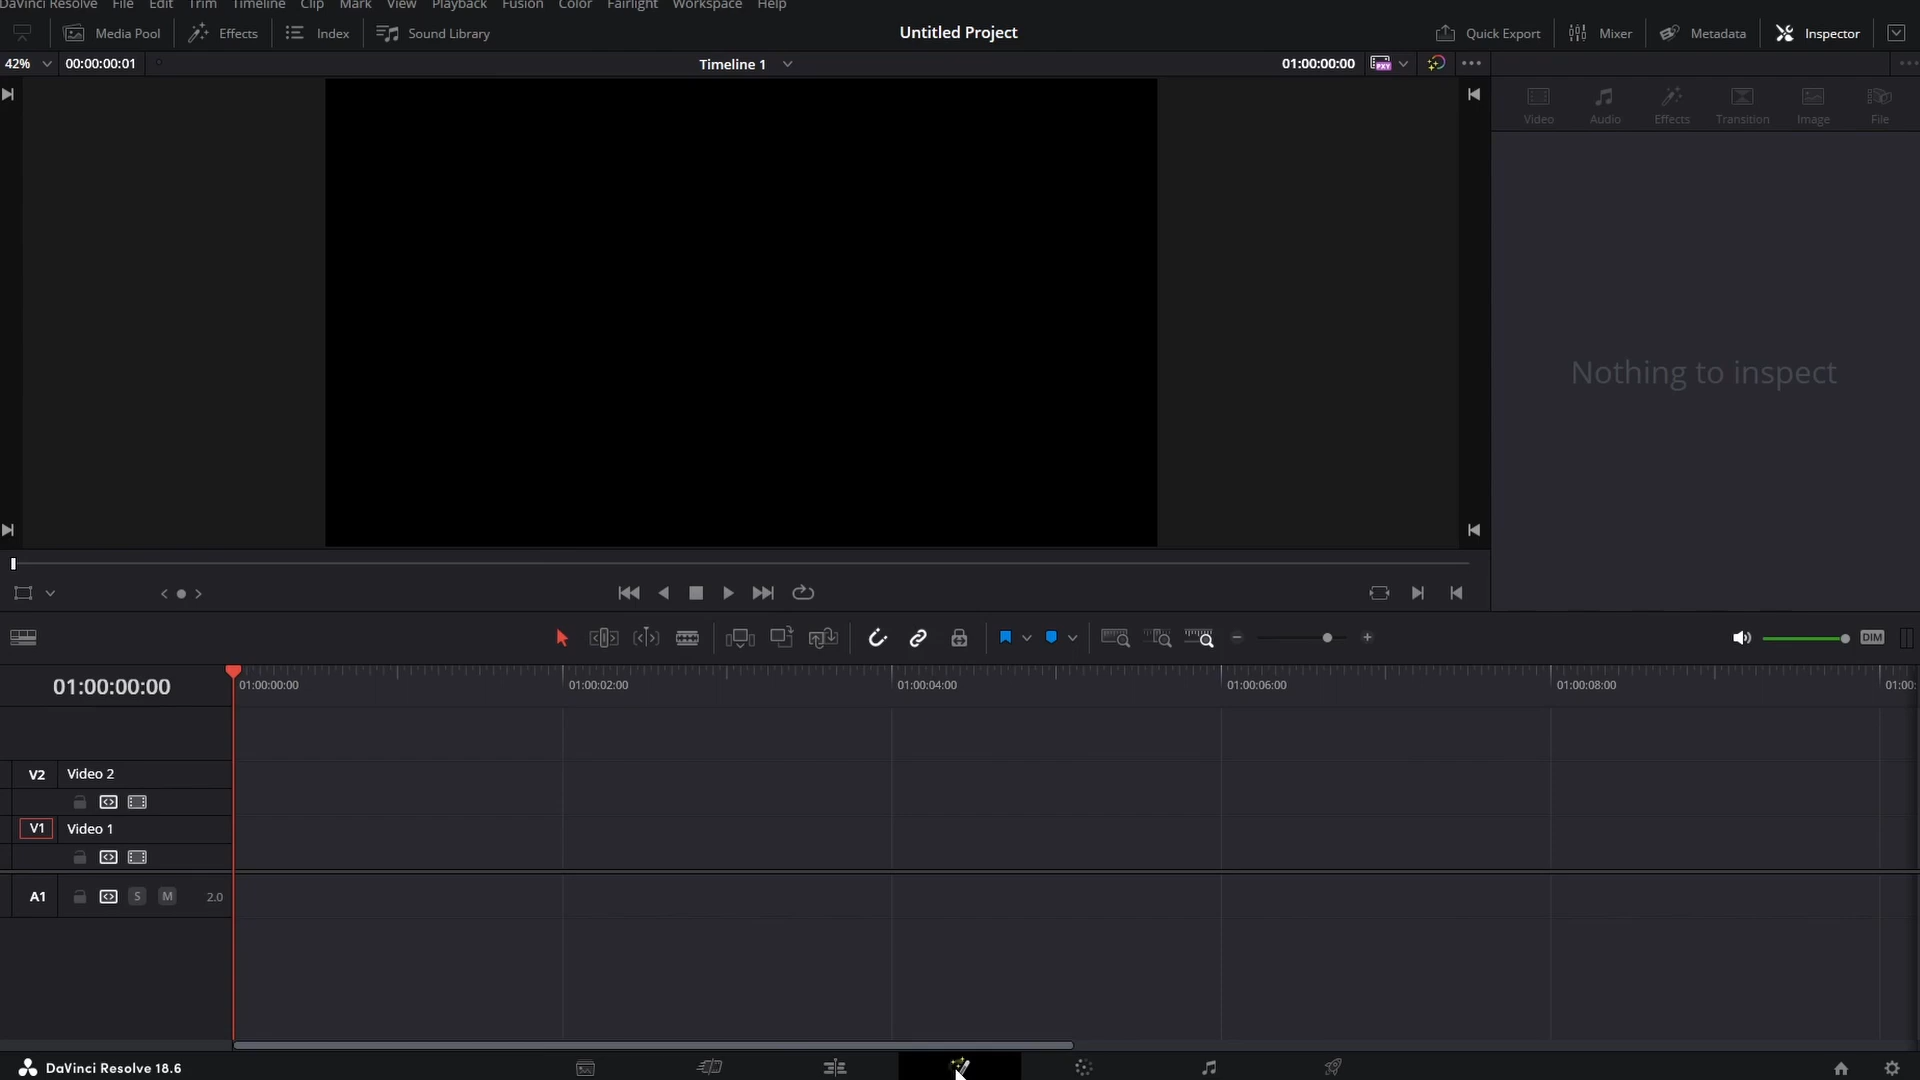 DaVinci Resolve File Edit Trim Timeline Clip Mark View Playback Fusion Color Fairlight Workspace Help
Media Pool Effects Index Sound Library Untitled Project Quick Export Mixer Metadata Inspector
42% 00:00:00:01 Timeline 1 01:00:00:00
Video Audio Effects Transition Image File
Nothing to inspect
DIM
01:00:00:00 01:00:00:00 01:00:02:00 01:00:04:00 01:00:06:00 01:00:08:00 01:00:
V2 Video 2
V1 Video 1
A1 S M 2.0
DaVinci Resolve 18.6